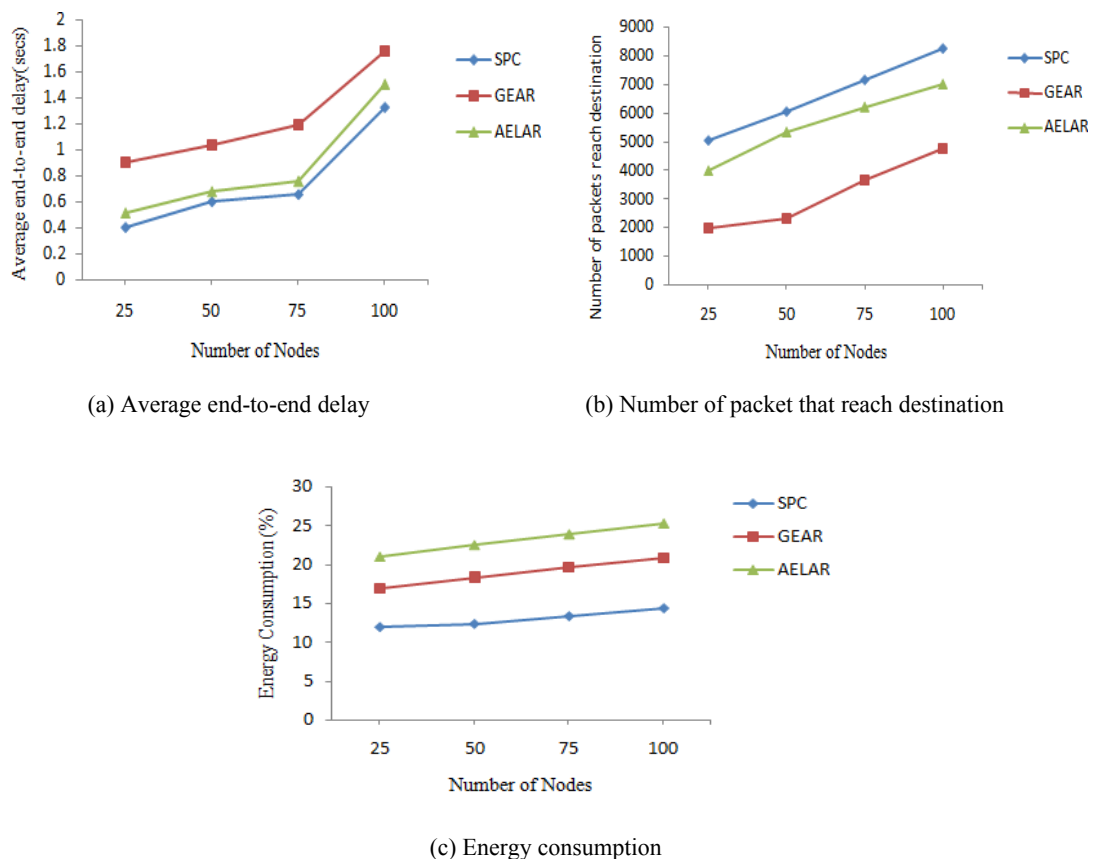 2
1.8
1.6
1.4
1.2
1
0.8
0.6
0.4
0.2
0
Average end-to-end delay(secs)
25 50 75 100
Number of Nodes
SPC
GEAR
AELAR
(a) Average end-to-end delay
9000
8000
7000
6000
5000
4000
3000
2000
1000
0
Number of packets reach destination
25 50 75 100
Number of Nodes
SPC
GEAR
AELAR
(b) Number of packet that reach destination
30
25
20
15
10
5
0
Energy Consumption (%)
25 50 75 100
Number of Nodes
SPC
GEAR
AELAR
(c) Energy consumption